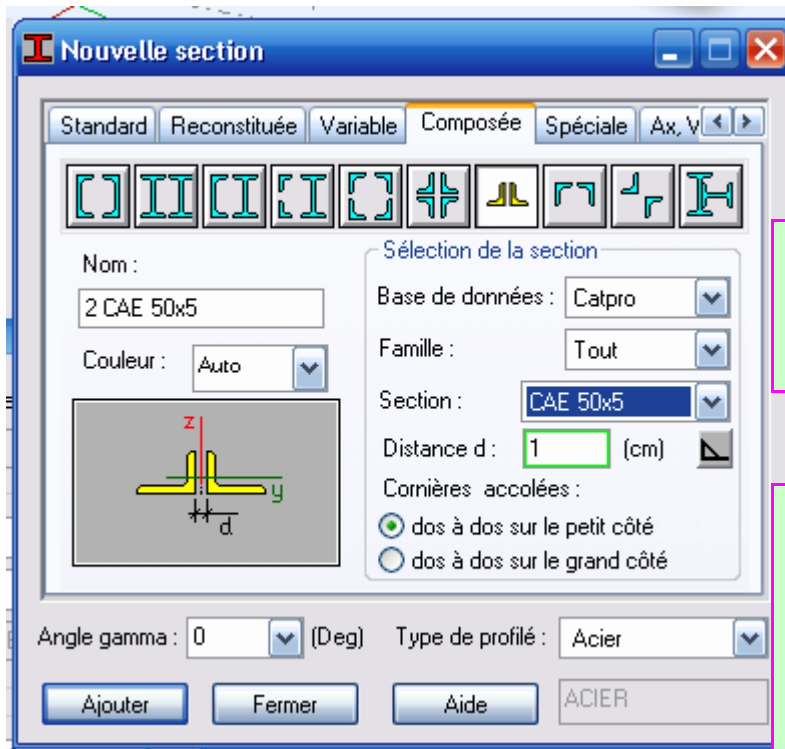 Nouvelle section
Standard Reconstituée Variable Composée Spéciale Ax, V
Nom :
2 CAE 50x5
Couleur : Auto
z
y
d
Sélection de la section
Base de données : Catpro
Famille : Tout
Section : CAE 50x5
Distance d : 1 (cm)
Cornières accolées :
dos à dos sur le petit côté
dos à dos sur le grand côté
Angle gamma : 0 (Deg) Type de profilé : Acier
Ajouter Fermer Aide ACIER